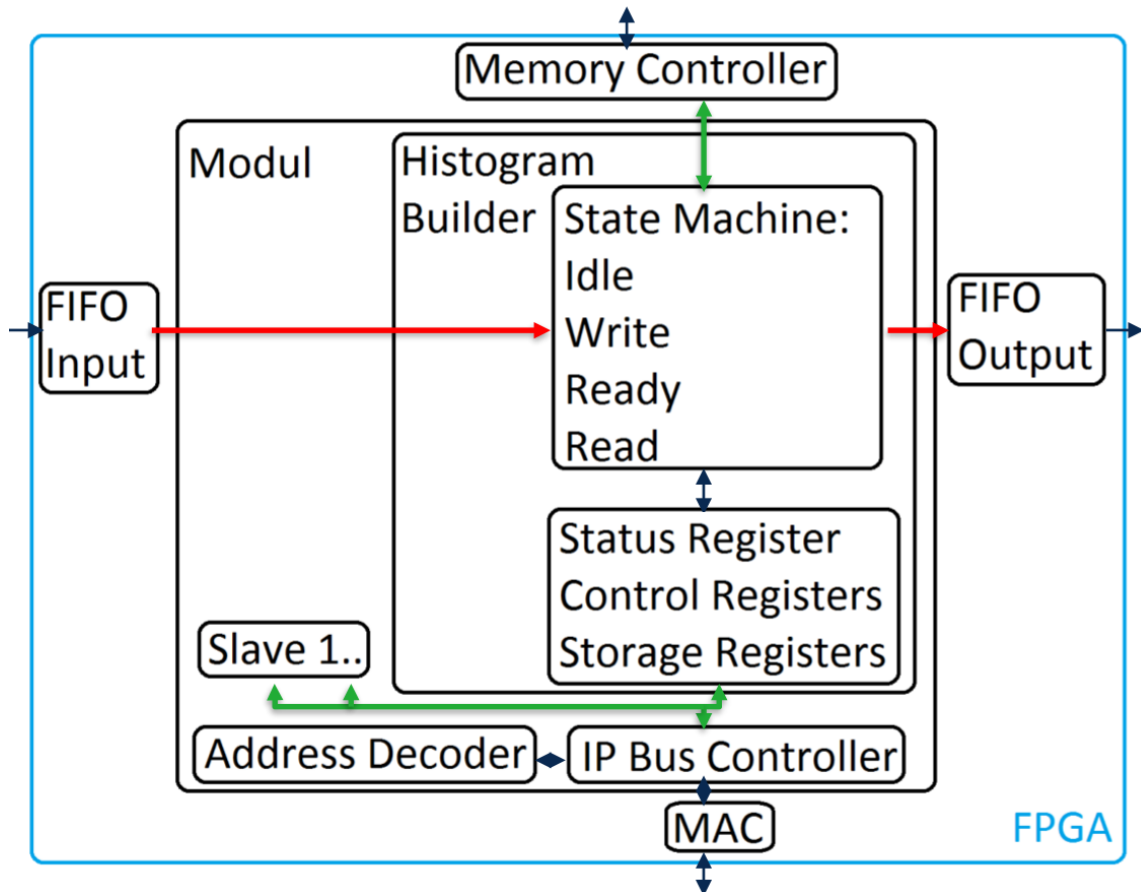 Memory Controller
Modul
Histogram
Builder
State Machine:
Idle
Write
Ready
Read
FIFO
Input
FIFO
Output
Status Register
Control Registers
Storage Registers
Slave 1..
Address Decoder
IP Bus Controller
MAC
FPGA